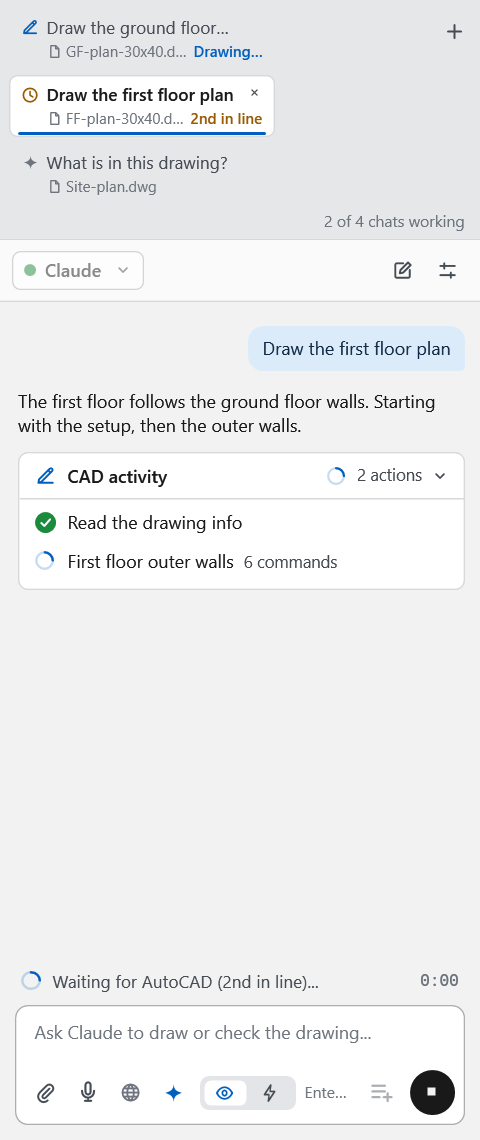 Draw the ground floor...
GF-plan-30x40.d... Drawing...
Draw the first floor plan ×
FF-plan-30x40.d... 2nd in line
What is in this drawing?
Site-plan.dwg
2 of 4 chats working
Claude
Draw the first floor plan
The first floor follows the ground floor walls. Starting
with the setup, then the outer walls.
CAD activity 2 actions
Read the drawing info
First floor outer walls 6 commands
Waiting for AutoCAD (2nd in line)... 0:00
Ask Claude to draw or check the drawing...
Ente...